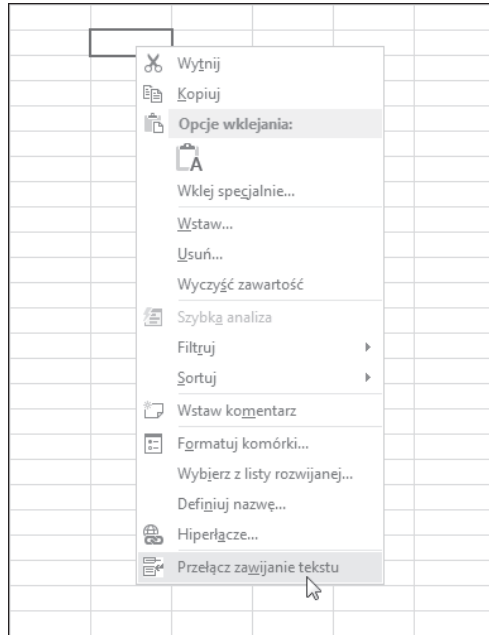 Wytnij
Kopiuj
Opcje wklejania:
A
Wklej specjalnie...
Wstaw...
Usuń...
Wyczyść zawartość
Szybka analiza
Filtruj
Sortuj
Wstaw komentarz
Formatuj komórki...
Wybierz z listy rozwijanej...
Definiuj nazwę...
Hiperłącze...
Przełącz zawijanie tekstu